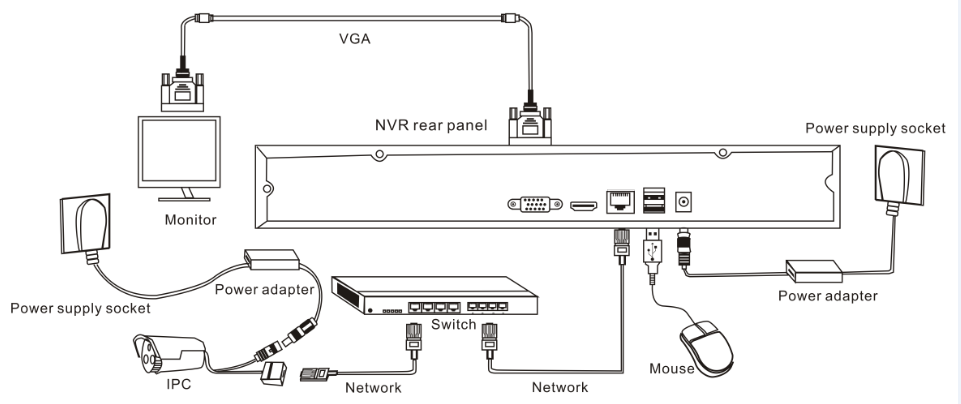 VGA
NVR rear panel
Power supply socket
Monitor
Power adapter
Power adapter
Power supply socket
Switch
IPC
Network
Network
Mouse